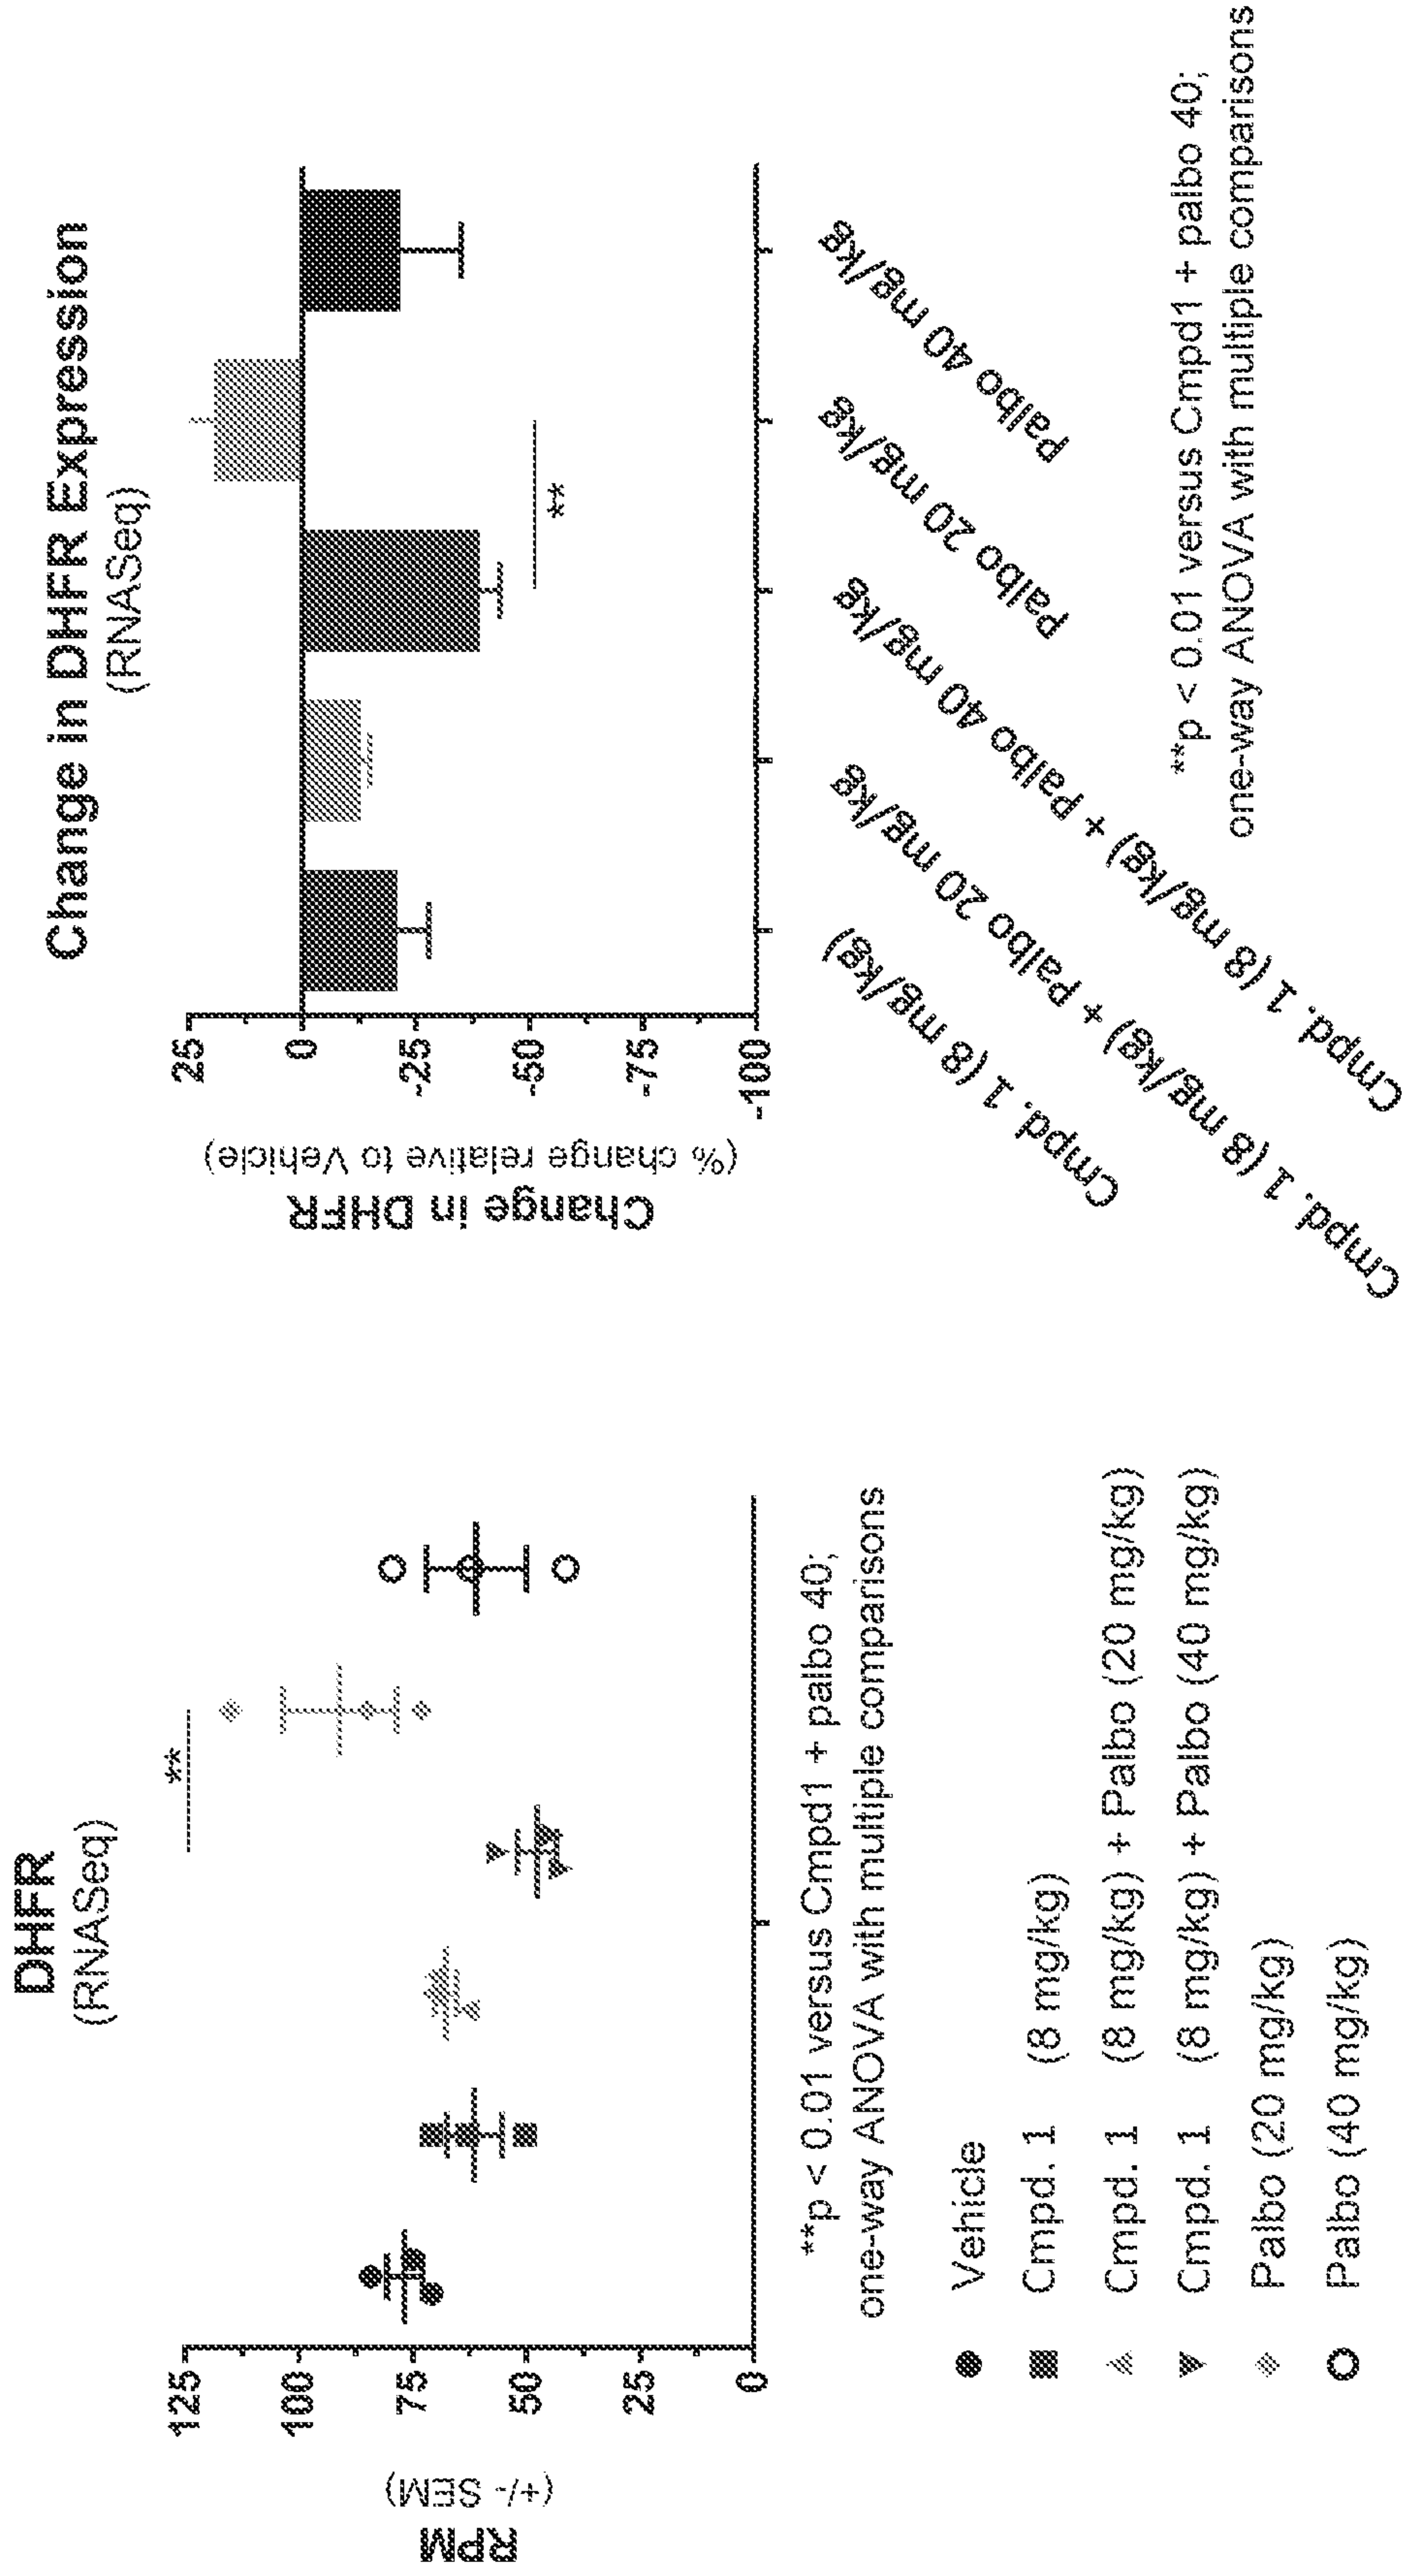 DHFR
(RNASeq)
RPM
(+/- SEM)
125
100
75
50
25
0
**
**p < 0.01 versus Cmpd1 + palbo 40;
one-way ANOVA with multiple comparisons
Vehicle
Cmpd. 1 (8 mg/kg)
Cmpd. 1 (8 mg/kg) + Palbo (20 mg/kg)
Cmpd. 1 (8 mg/kg) + Palbo (40 mg/kg)
Palbo (20 mg/kg)
Palbo (40 mg/kg)
Change in DHFR Expression
(RNASeq)
Change in DHFR
(% change relative to Vehicle)
25
0
-25
-50
-75
-100
**
Cmpd. 1 (8 mg/kg)
Cmpd. 1 (8 mg/kg) + Palbo 20 mg/kg
Cmpd. 1 (8 mg/kg) + Palbo 40 mg/kg
Palbo 20 mg/kg
Palbo 40 mg/kg
**p < 0.01 versus Cmpd1 + palbo 40;
one-way ANOVA with multiple comparisons